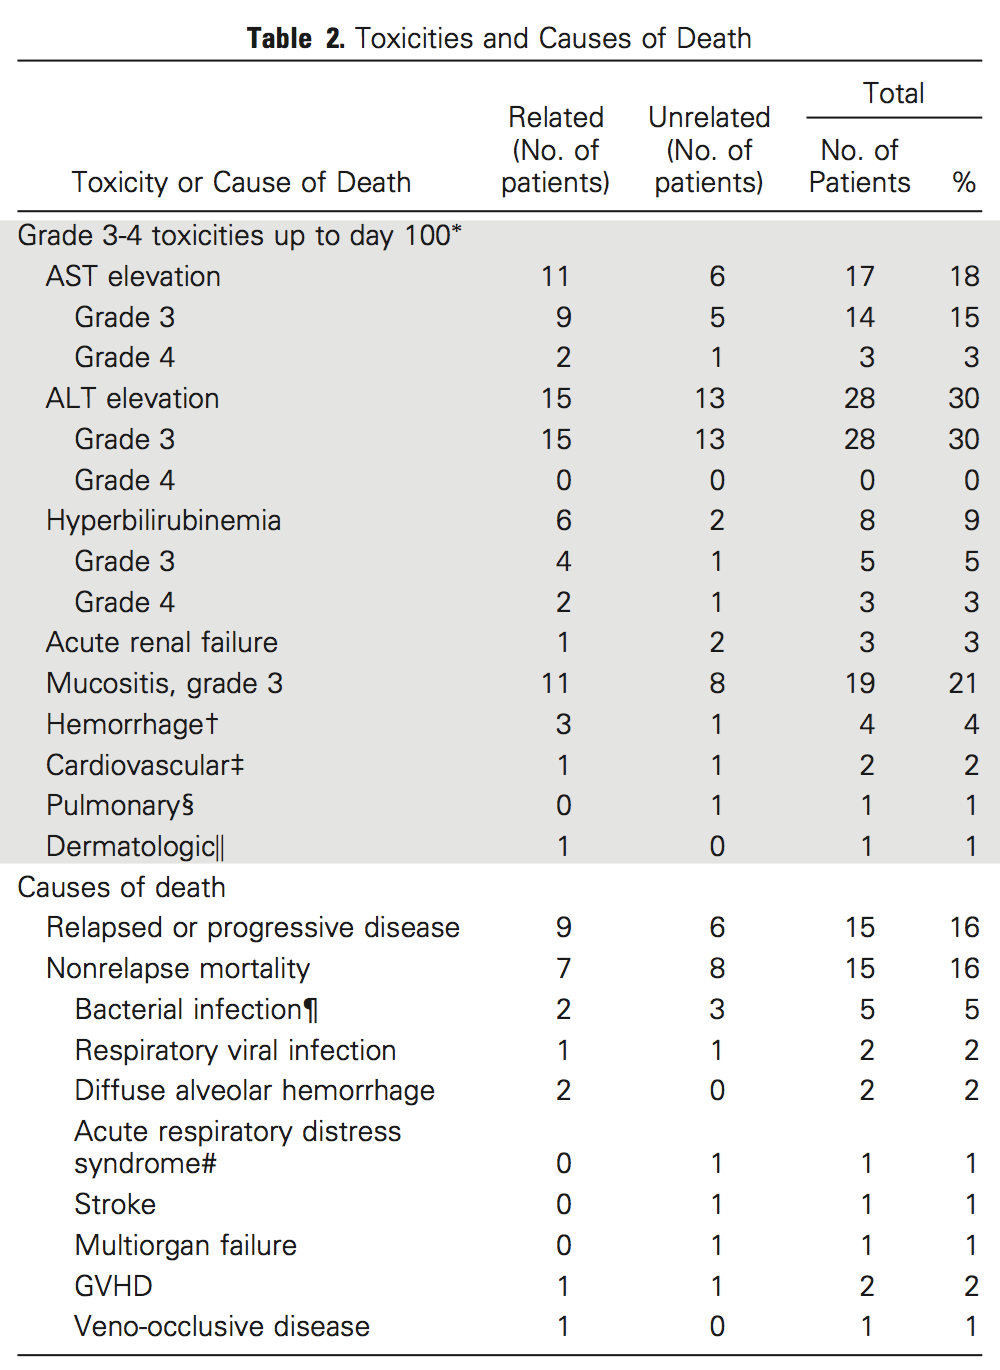 Table 2. Toxicities and Causes of Death
Total
Related Unrelated
(No. of (No. of No. of
Toxicity or Cause of Death patients) patients) Patients %
Grade 3-4 toxicities up to day 100*
AST elevation 11 6 17 18
Grade 3 9 5 14 15
Grade 4 2 1 3 3
ALT elevation 15 13 28 30
Grade 3 15 13 28 30
Grade 4 0 0 0 0
Hyperbilirubinemia 6 2 8 9
Grade 3 4 1 5 5
Grade 4 2 1 3 3
Acute renal failure 1 2 3 3
Mucositis, grade 3 11 8 19 21
Hemorrhage† 3 1 4 4
Cardiovascular‡ 1 1 2 2
Pulmonary§ 0 1 1 1
Dermatologic‖ 1 0 1 1
Causes of death
Relapsed or progressive disease 9 6 15 16
Nonrelapse mortality 7 8 15 16
Bacterial infection¶ 2 3 5 5
Respiratory viral infection 1 1 2 2
Diffuse alveolar hemorrhage 2 0 2 2
Acute respiratory distress
syndrome# 0 1 1 1
Stroke 0 1 1 1
Multiorgan failure 0 1 1 1
GVHD 1 1 2 2
Veno-occlusive disease 1 0 1 1